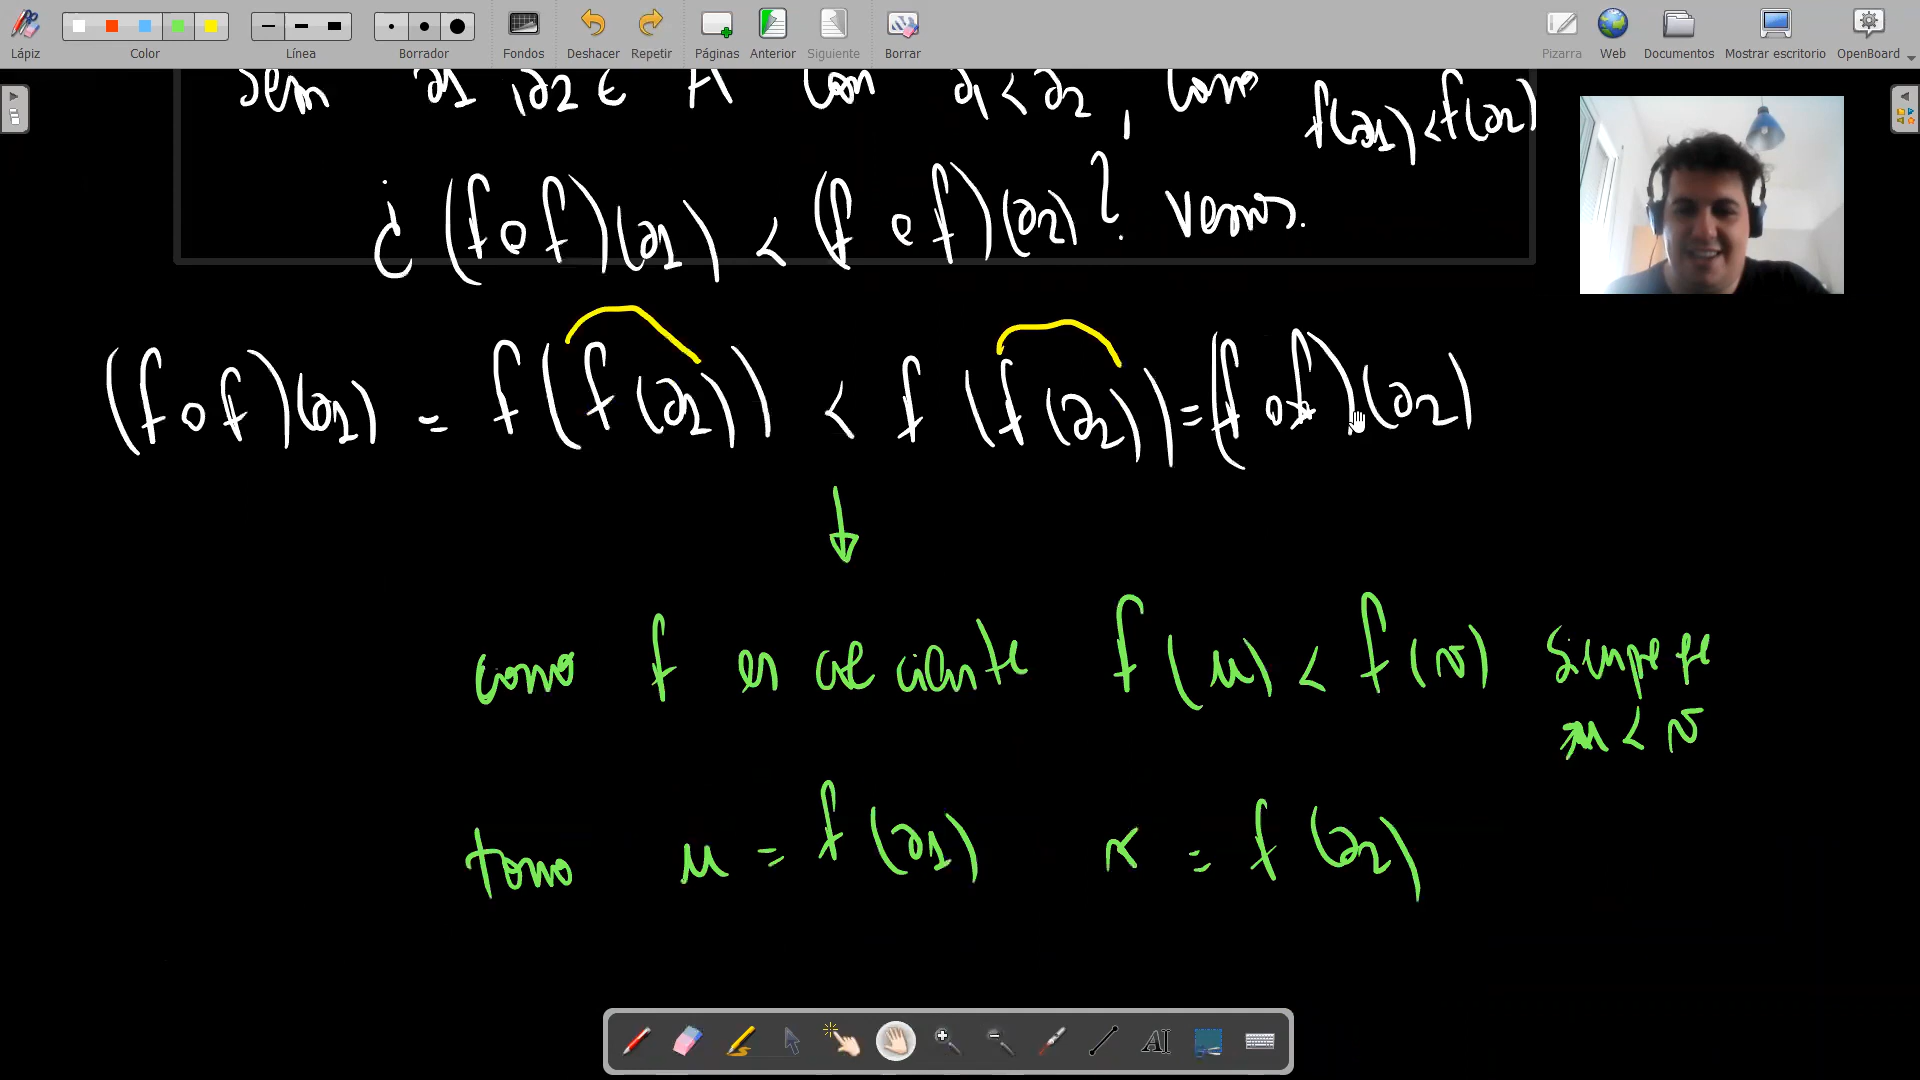 Lápiz Color Línea Borrador Fondos Deshacer Repetir Páginas Anterior Siguiente Borrar Pizarra Web Documentos Mostrar escritorio OpenBoard
Sean a1, a2 ∈ A con a1 < a2, como f(a1) < f(a2)
¿(f o f)(a1) < (f o f)(a2)? veamos.
(f o f)(a1) = f(f(a1)) < f(f(a2)) = (f o f)(a2)
↓
como f es creciente f(u) < f(v) siempre que
u < v
tomo u = f(a1) v = f(a2)
AI